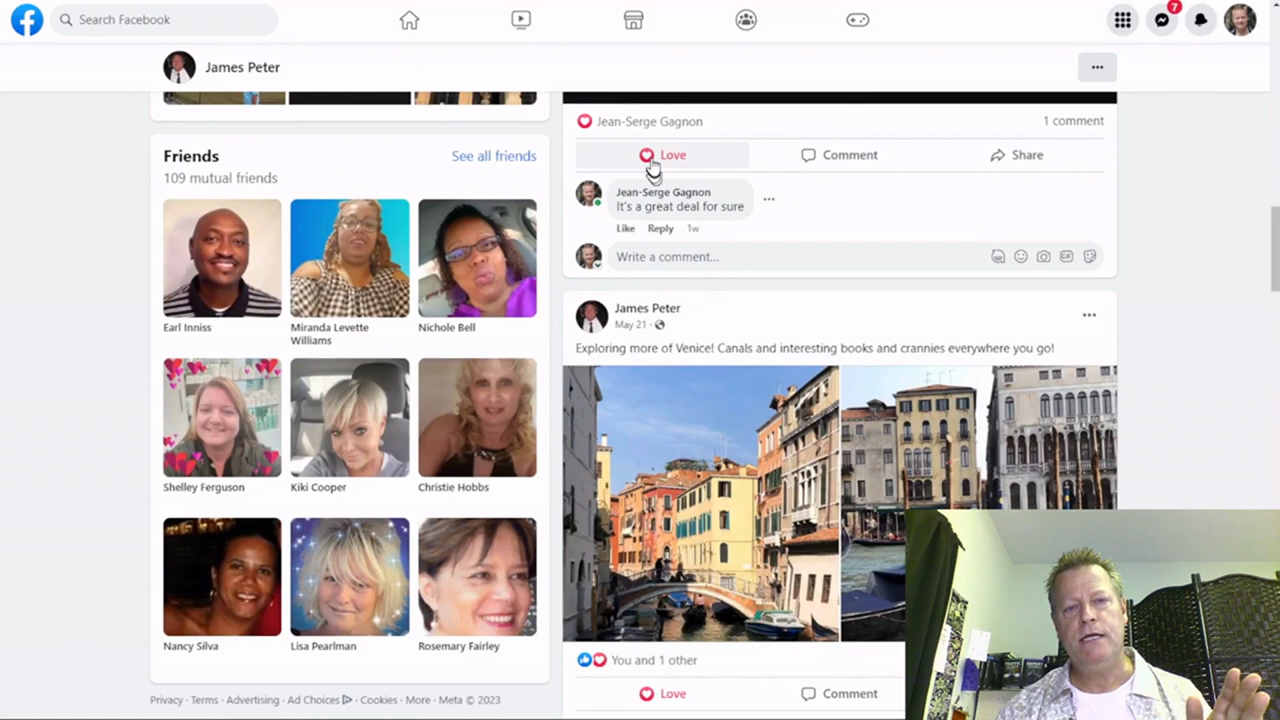 Search Facebook
7
James Peter
Friends
See all friends
109 mutual friends
Earl Inniss
Miranda Levette
Williams
Nichole Bell
Shelley Ferguson
Kiki Cooper
Christie Hobbs
Nancy Silva
Lisa Pearlman
Rosemary Fairley
Privacy · Terms · Advertising · Ad Choices · Cookies · More · Meta © 2023
Jean-Serge Gagnon
1 comment
Love
Comment
Share
Jean-Serge Gagnon
It's a great deal for sure
Like Reply 1w
Write a comment...
GIF
James Peter
May 21 ·
Exploring more of Venice! Canals and interesting books and crannies everywhere you go!
You and 1 other
Love
Comment